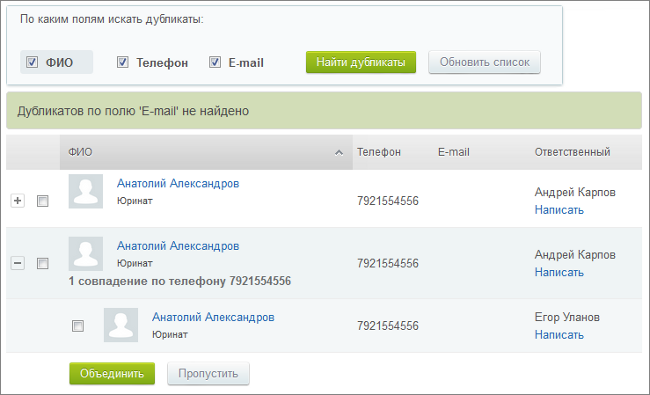 По каким полям искать дубликаты:
ФИО Телефон E-mail Найти дубликаты Обновить список
Дубликатов по полю 'E-mail' не найдено
ФИО Телефон E-mail Ответственный
Анатолий Александров
Юринат
7921554556
Андрей Карпов
Написать
Анатолий Александров
Юринат
1 совпадение по телефону 7921554556
7921554556
Андрей Карпов
Написать
Анатолий Александров
Юринат
7921554556
Егор Уланов
Написать
Объединить Пропустить